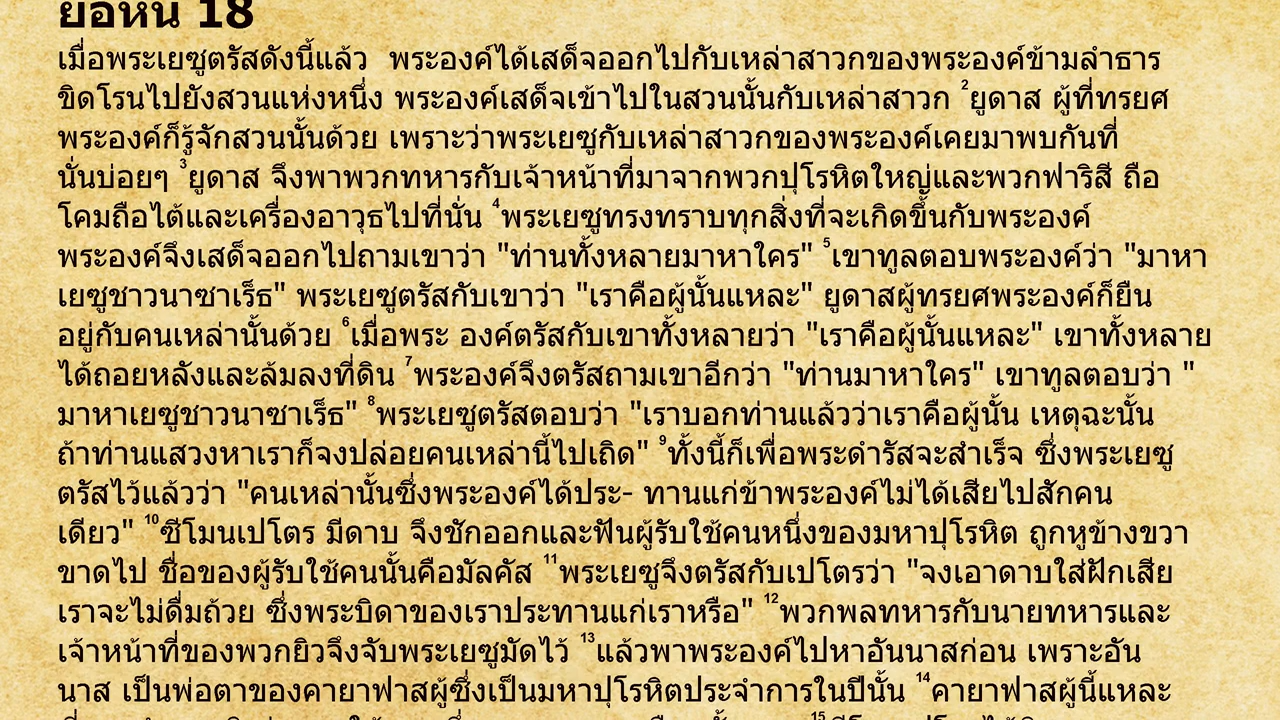 ยอห์น 18
เมื่อพระเยซูตรัสดังนี้แล้ว พระองค์ได้เสด็จออกไปกับเหล่าสาวกของพระองค์ข้ามลำธาร
ขิดโรนไปยังสวนแห่งหนึ่ง พระองค์เสด็จเข้าไปในสวนนั้นกับเหล่าสาวก 2ยูดาส ผู้ที่ทรยศ
พระองค์ก็รู้จักสวนนั้นด้วย เพราะว่าพระเยซูกับเหล่าสาวกของพระองค์เคยมาพบกันที่
นั่นบ่อยๆ 3ยูดาส จึงพาพวกทหารกับเจ้าหน้าที่มาจากพวกปุโรหิตใหญ่และพวกฟาริสี ถือ
โคมถือไต้และเครื่องอาวุธไปที่นั่น 4พระเยซูทรงทราบทุกสิ่งที่จะเกิดขึ้นกับพระองค์
พระองค์จึงเสด็จออกไปถามเขาว่า "ท่านทั้งหลายมาหาใคร" 5เขาทูลตอบพระองค์ว่า "มาหา
เยซูชาวนาซาเร็ธ" พระเยซูตรัสกับเขาว่า "เราคือผู้นั้นแหละ" ยูดาสผู้ทรยศพระองค์ก็ยืน
อยู่กับคนเหล่านั้นด้วย 6เมื่อพระ องค์ตรัสกับเขาทั้งหลายว่า "เราคือผู้นั้นแหละ" เขาทั้งหลาย
ได้ถอยหลังและล้มลงที่ดิน 7พระองค์จึงตรัสถามเขาอีกว่า "ท่านมาหาใคร" เขาทูลตอบว่า "
มาหาเยซูชาวนาซาเร็ธ" 8พระเยซูตรัสตอบว่า "เราบอกท่านแล้วว่าเราคือผู้นั้น เหตุฉะนั้น
ถ้าท่านแสวงหาเราก็จงปล่อยคนเหล่านี้ไปเถิด" 9ทั้งนี้ก็เพื่อพระดำรัสจะสำเร็จ ซึ่งพระเยซู
ตรัสไว้แล้วว่า "คนเหล่านั้นซึ่งพระองค์ได้ประ- ทานแก่ข้าพระองค์ไม่ได้เสียไปสักคน
เดียว" 10ซีโมนเปโตร มีดาบ จึงชักออกและฟันผู้รับใช้คนหนึ่งของมหาปุโรหิต ถูกหูข้างขวา
ขาดไป ชื่อของผู้รับใช้คนนั้นคือมัลคัส 11พระเยซูจึงตรัสกับเปโตรว่า "จงเอาดาบใส่ฝักเสีย
เราจะไม่ดื่มถ้วย ซึ่งพระบิดาของเราประทานแก่เราหรือ" 12พวกพลทหารกับนายทหารและ
เจ้าหน้าที่ของพวกยิวจึงจับพระเยซูมัดไว้ 13แล้วพาพระองค์ไปหาอันนาสก่อน เพราะอัน
นาส เป็นพ่อตาของคายาฟาสผู้ซึ่งเป็นมหาปุโรหิตประจำการในปีนั้น 14คายาฟาสผู้นี้แหละ